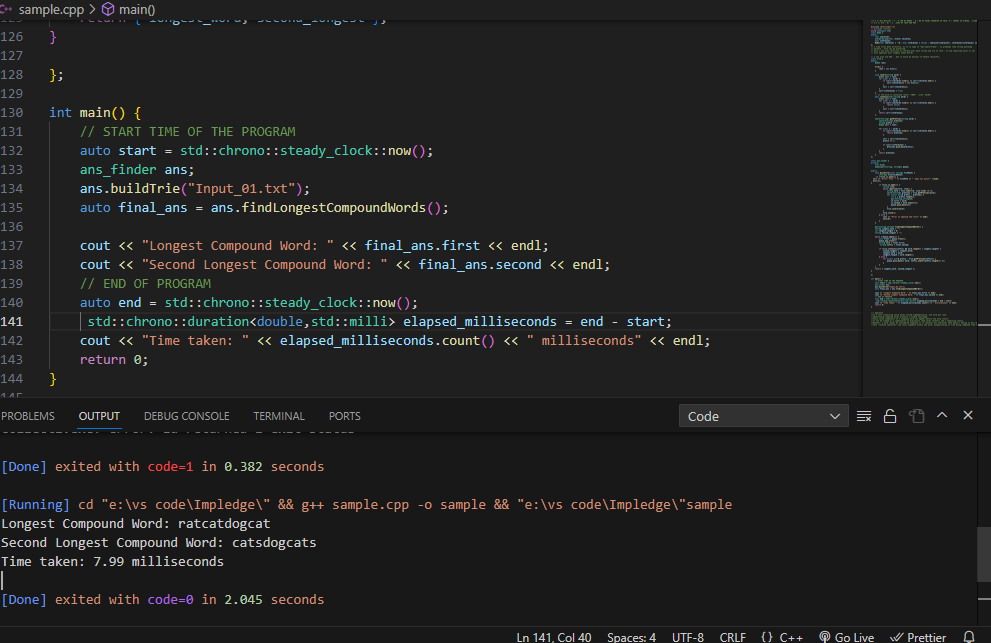 sample.cpp > main()
125 return { longest_word, second_longest };
126 }
127
128 };
129
130 int main() {
131 // START TIME OF THE PROGRAM
132 auto start = std::chrono::steady_clock::now();
133 ans_finder ans;
134 ans.buildTrie("Input_01.txt");
135 auto final_ans = ans.findLongestCompoundWords();
136
137 cout << "Longest Compound Word: " << final_ans.first << endl;
138 cout << "Second Longest Compound Word: " << final_ans.second << endl;
139 // END OF PROGRAM
140 auto end = std::chrono::steady_clock::now();
141 std::chrono::duration<double,std::milli> elapsed_milliseconds = end - start;
142 cout << "Time taken: " << elapsed_milliseconds.count() << " milliseconds" << endl;
143 return 0;
144 }
145
PROBLEMS OUTPUT DEBUG CONSOLE TERMINAL PORTS Code
[Done] exited with code=1 in 0.382 seconds
[Running] cd "e:\vs code\Impledge\" && g++ sample.cpp -o sample && "e:\vs code\Impledge\"sample
Longest Compound Word: ratcatdogcat
Second Longest Compound Word: catsdogcats
Time taken: 7.99 milliseconds
[Done] exited with code=0 in 2.045 seconds
Ln 141, Col 40 Spaces: 4 UTF-8 CRLF {} C++ Go Live Prettier